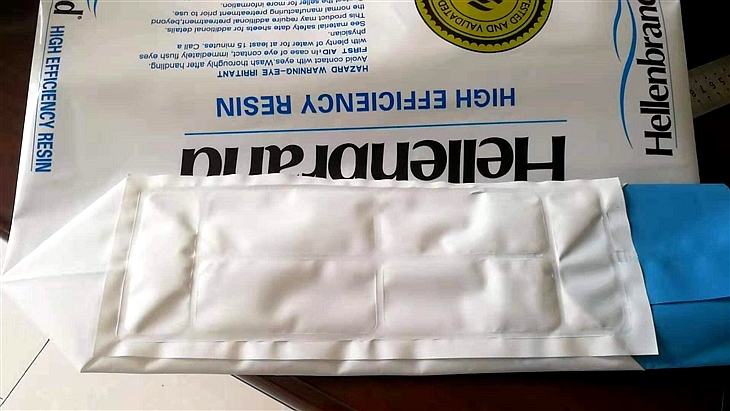 Hellenbrand
HIGH EFFICIENCY RESIN
HAZARD WARNING-EYE IRRITANT
Avoid contact with eyes.Wash thoroughly after handling.
FIRST AID:In case of eye contact, immediately flush eyes
with plenty of water for at least 15 minutes. Call a
physician.
See material safety data sheets for additional details.
This product may require additional pretreatment,beyond
the normal manufacturing pretreatment prior to use.
the seller for more information.
TESTED AND VALIDATED
HIGH EFFICIENCY RESIN
d®
Hellenbrand